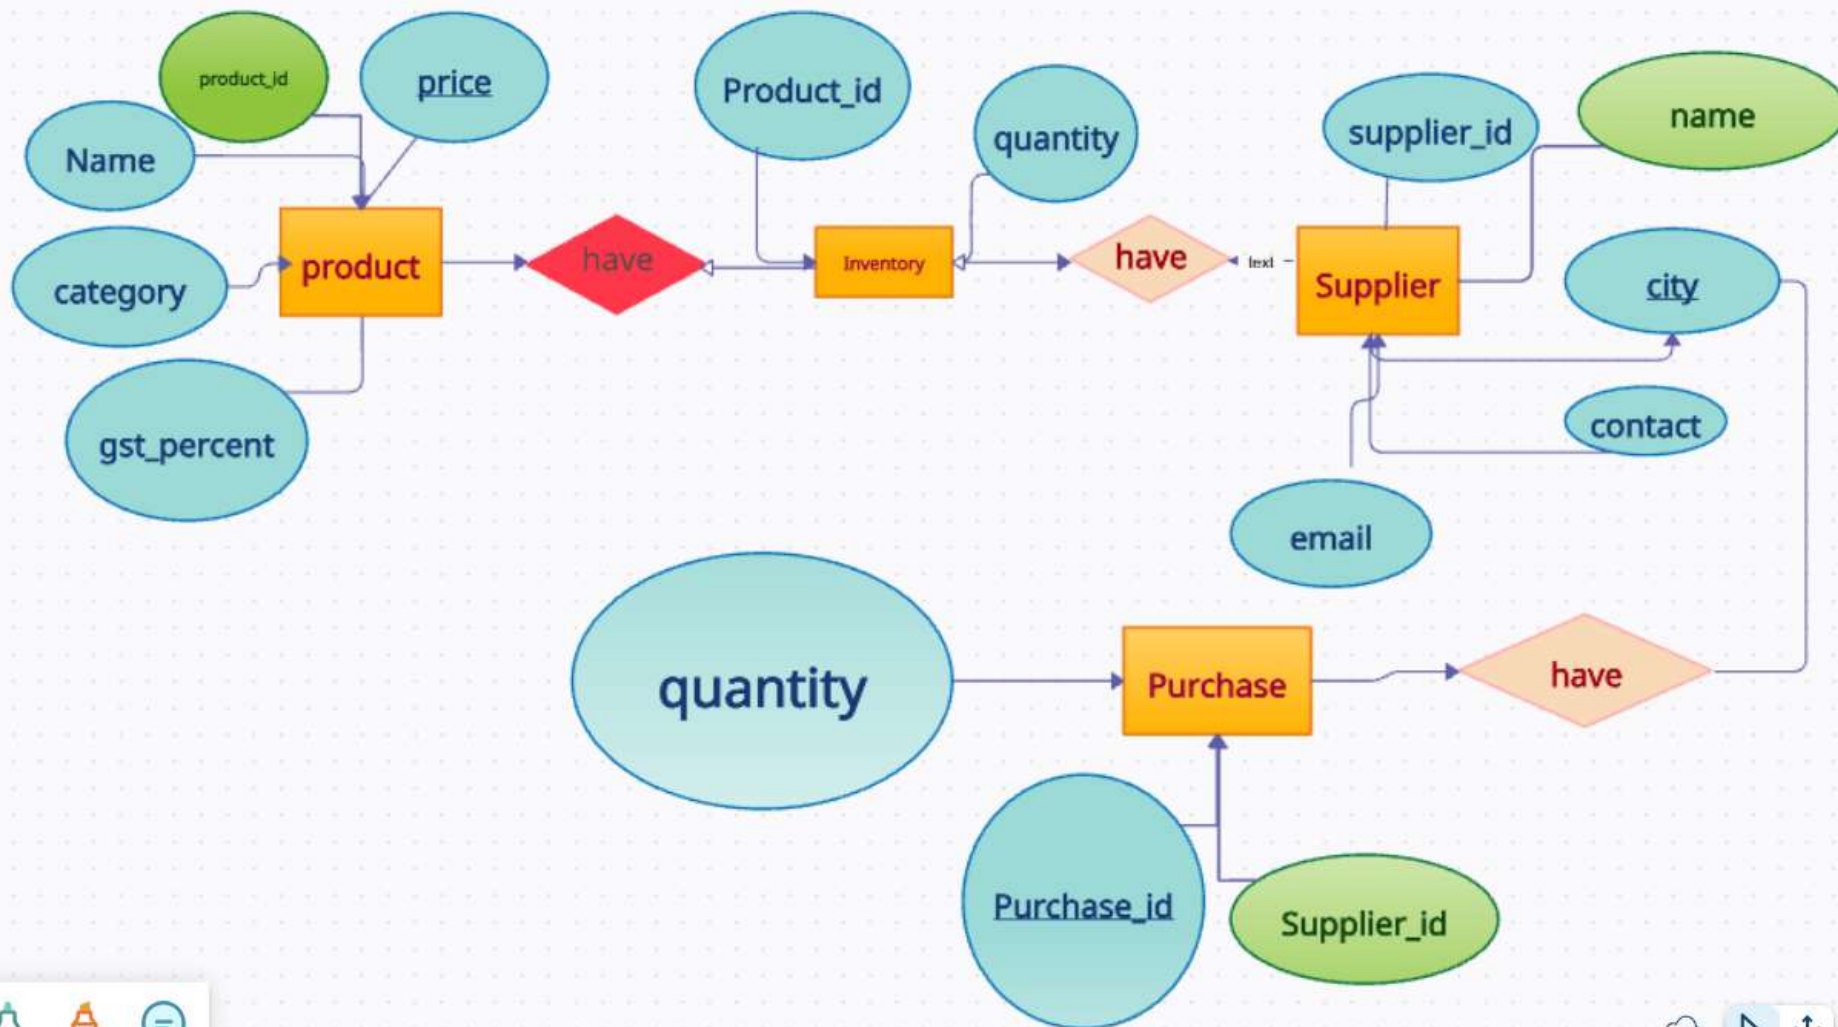 product_id
price
Name
category
gst_percent
product
have
Product_id
quantity
Inventory
have
text
supplier_id
name
Supplier
city
contact
email
quantity
Purchase
have
Purchase_id
Supplier_id